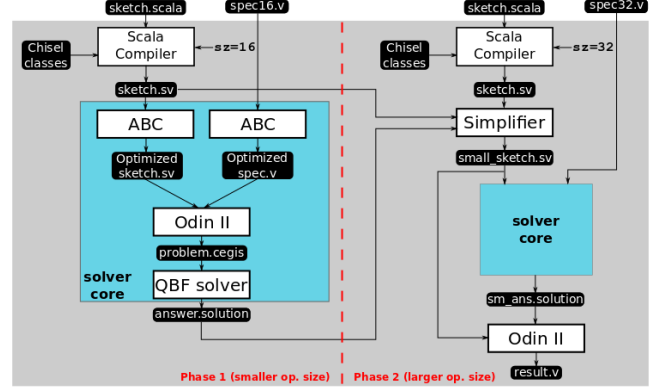 sketch.scala
spec16.v
Scala
Compiler
Chisel
classes
sz=16
sketch.sv
ABC
ABC
Optimized
sketch.sv
Optimized
spec.v
Odin II
problem.cegis
QBF solver
solver
core
answer.solution
Phase 1 (smaller op. size)
sketch.scala
spec32.v
Scala
Compiler
Chisel
classes
sz=32
sketch.sv
Simplifier
small_sketch.sv
solver
core
sm_ans.solution
Odin II
result.v
Phase 2 (larger op. size)